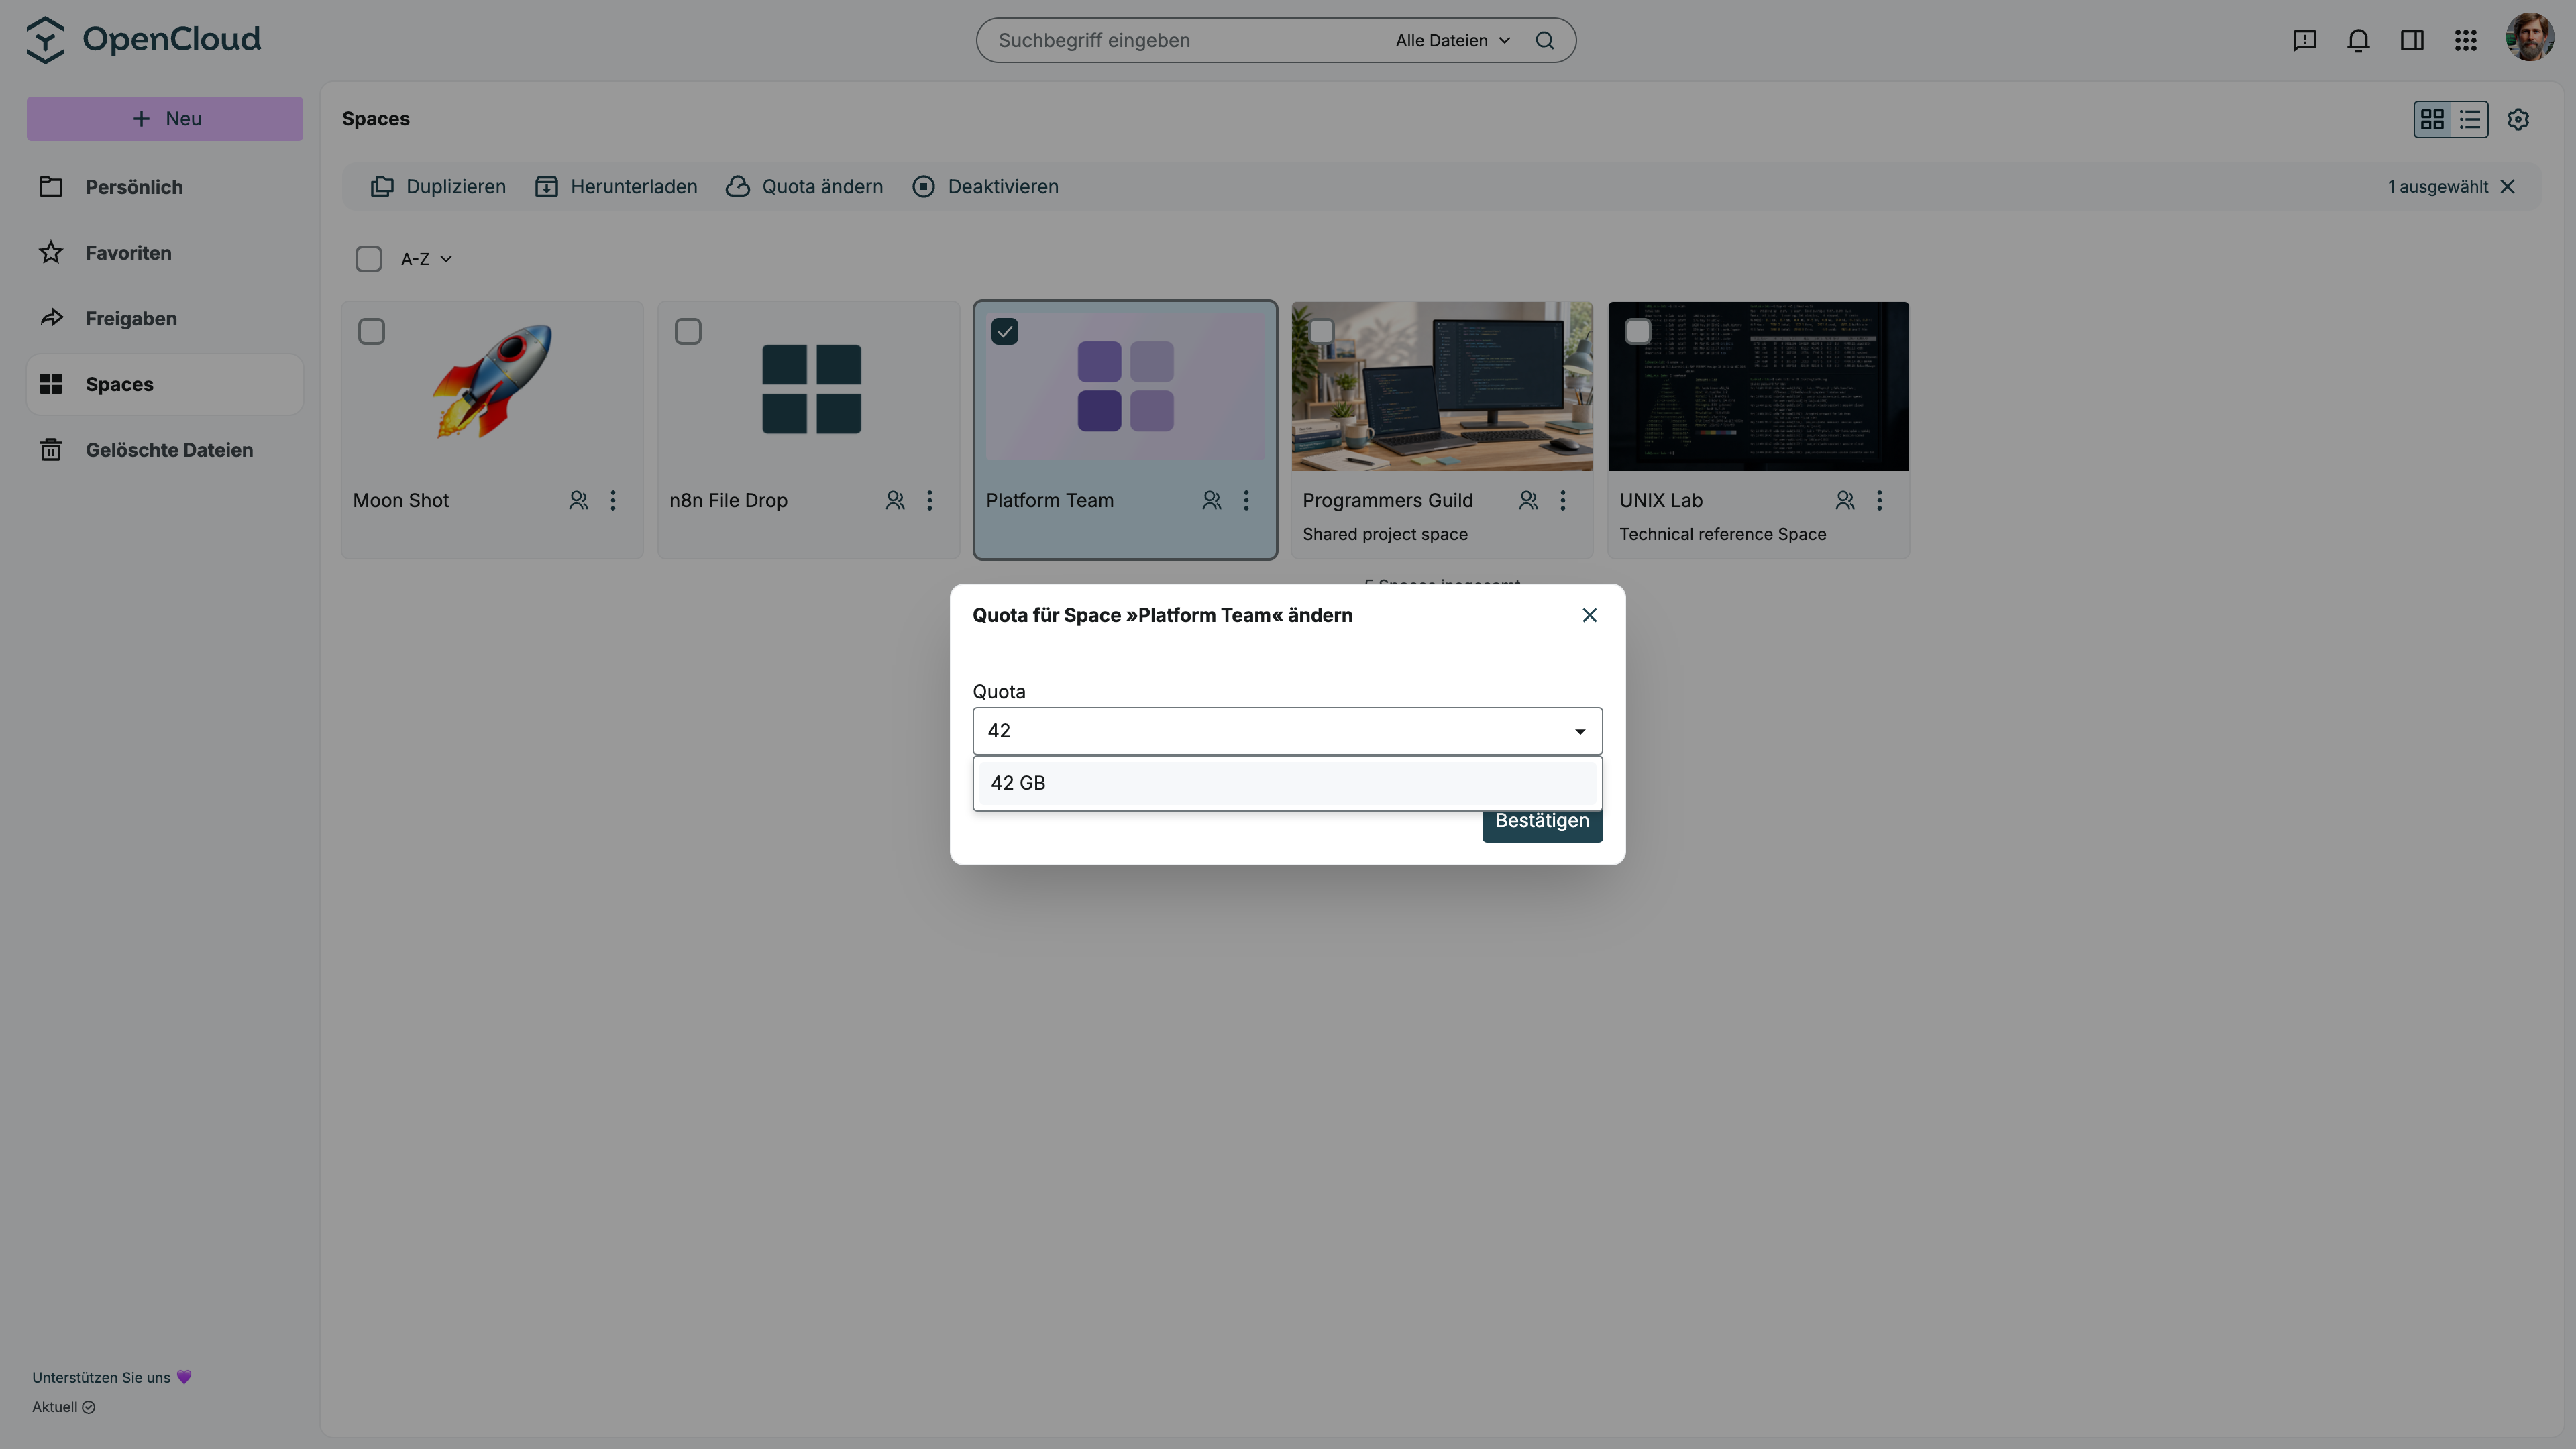 OpenCloud
Suchbegriff eingeben
Alle Dateien
Neu
Persönlich
Favoriten
Freigaben
Spaces
Gelöschte Dateien
Spaces
Duplizieren
Herunterladen
Quota ändern
Deaktivieren
1 ausgewählt
A-Z
Moon Shot
n8n File Drop
Platform Team
Programmers Guild
Shared project space
UNIX Lab
Technical reference Space
Quota für Space »Platform Team« ändern
Quota
42
42 GB
Bestätigen
Unterstützen Sie uns 💜
Aktuell